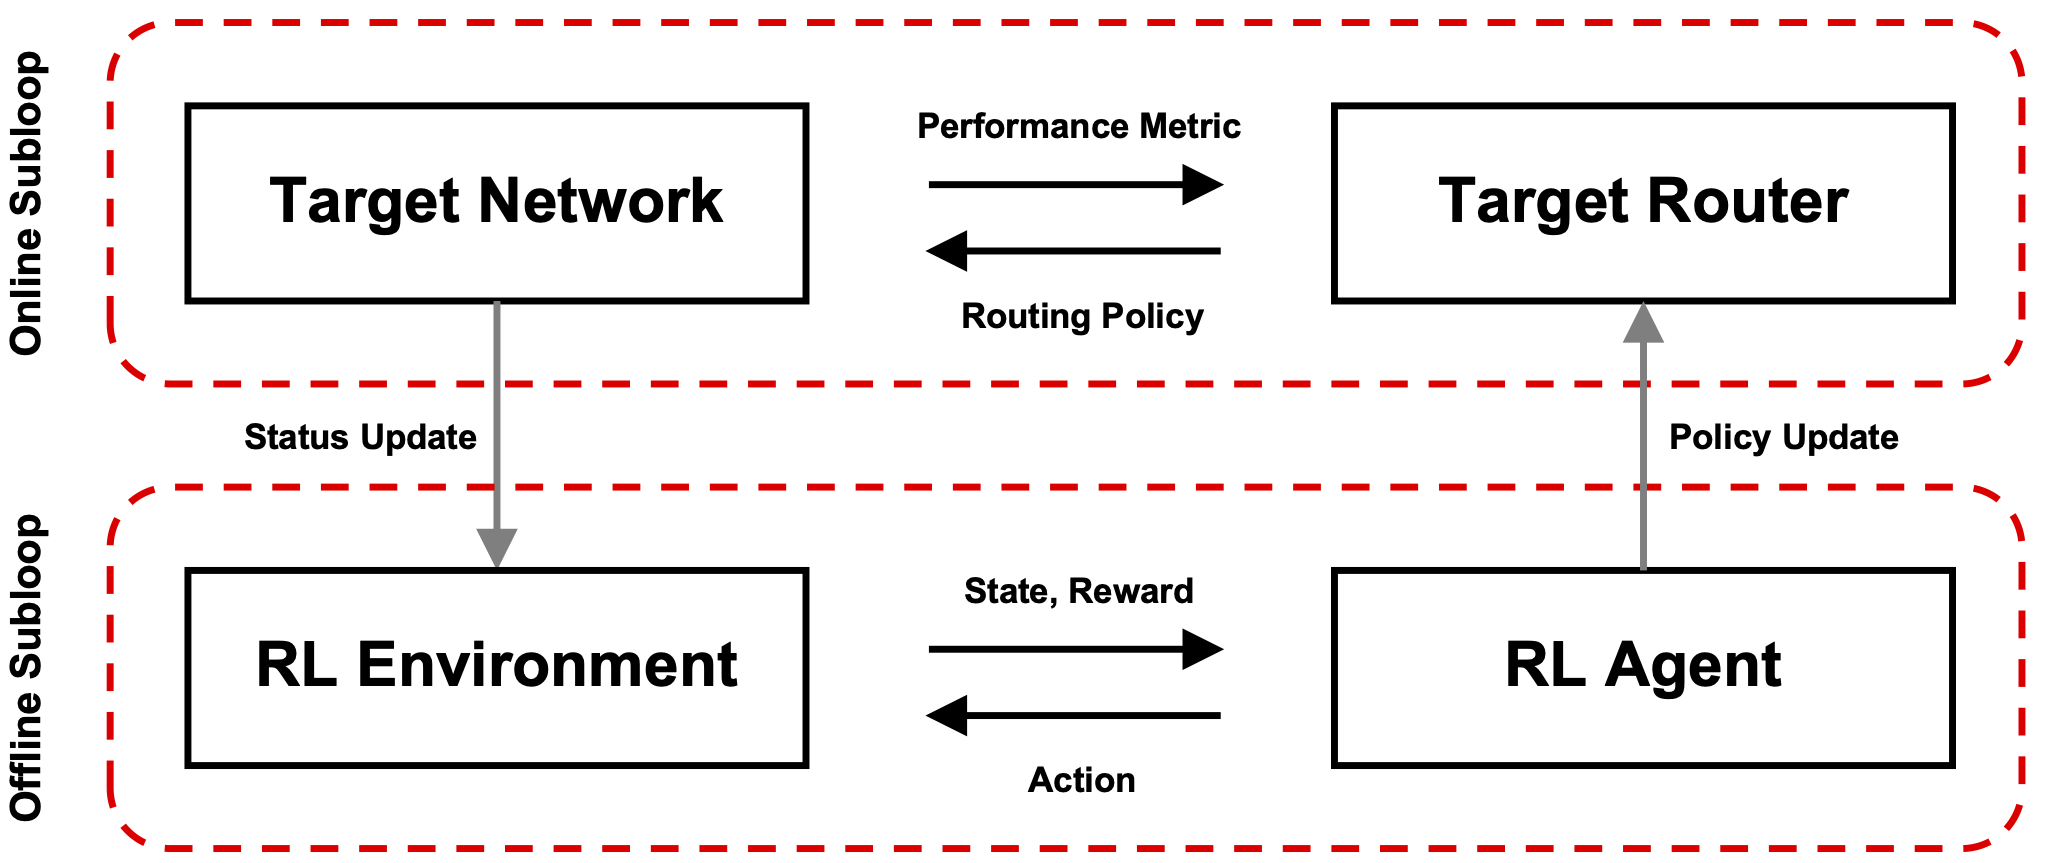 Online Subloop
Target Network
Performance Metric
Routing Policy
Target Router
Status Update
Policy Update
Offline Subloop
RL Environment
State, Reward
Action
RL Agent